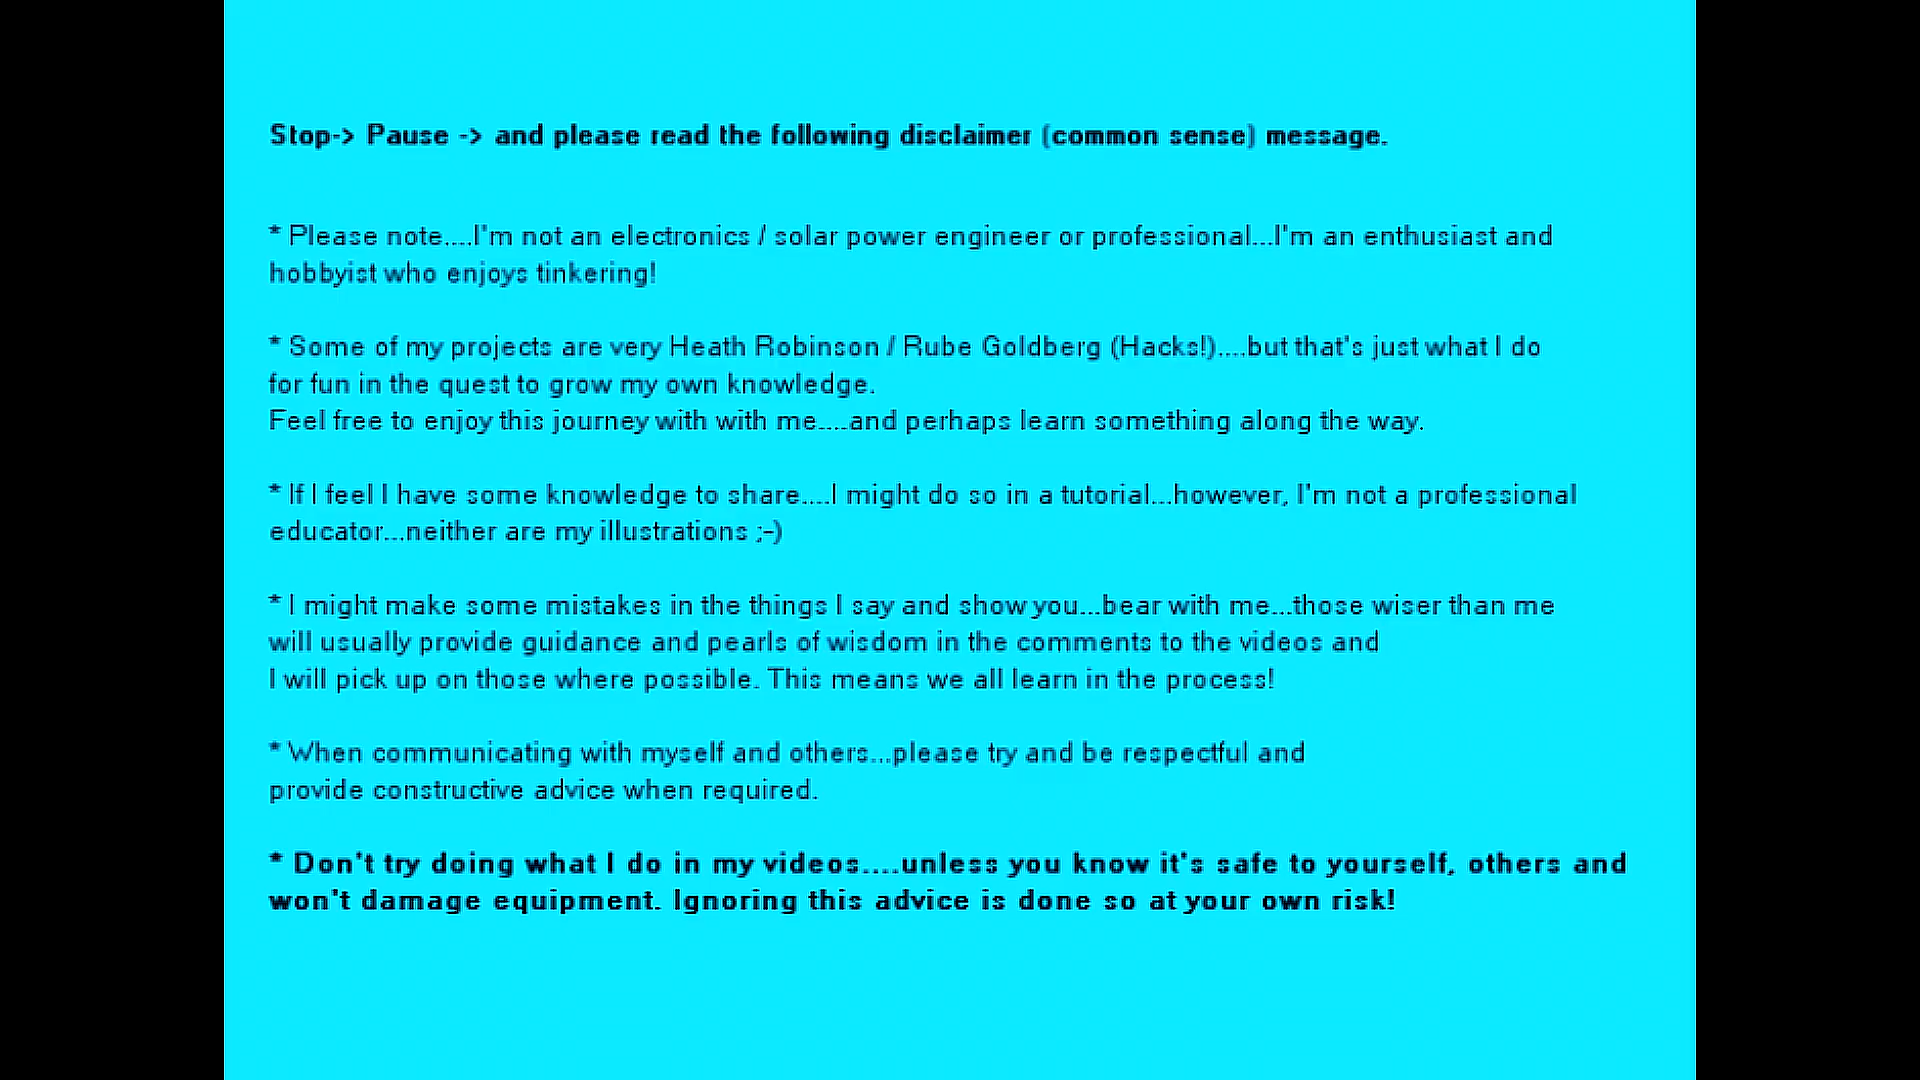 Stop-> Pause -> and please read the following disclaimer (common sense) message.
* Please note....I'm not an electronics / solar power engineer or professional...I'm an enthusiast and
hobbyist who enjoys tinkering!
* Some of my projects are very Heath Robinson / Rube Goldberg (Hacks!)....but that's just what I do
for fun in the quest to grow my own knowledge.
Feel free to enjoy this journey with with me....and perhaps learn something along the way.
* If I feel I have some knowledge to share....I might do so in a tutorial...however, I'm not a professional
educator...neither are my illustrations ;-)
* I might make some mistakes in the things I say and show you...bear with me...those wiser than me
will usually provide guidance and pearls of wisdom in the comments to the videos and
I will pick up on those where possible. This means we all learn in the process!
* When communicating with myself and others...please try and be respectful and
provide constructive advice when required.
* Don't try doing what I do in my videos....unless you know it's safe to yourself, others and
won't damage equipment. Ignoring this advice is done so at your own risk!